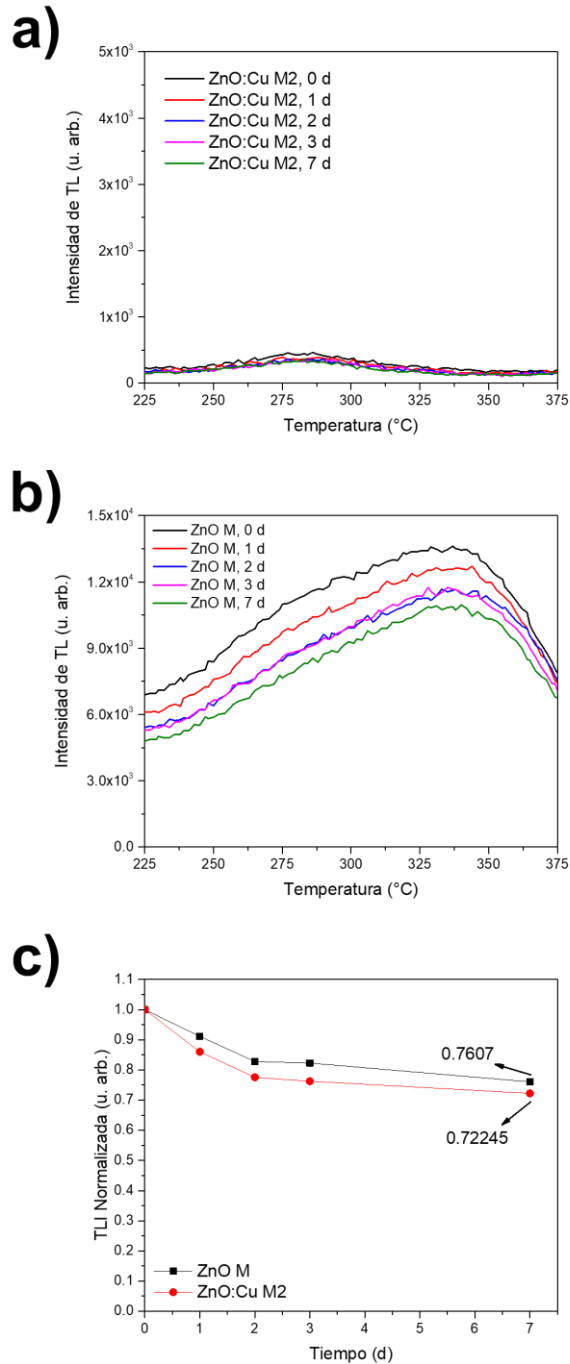 a)
5x10³
4x10³
3x10³
2x10³
1x10³
0
Intensidad de TL (u. arb.)
ZnO:Cu M2, 0 d
ZnO:Cu M2, 1 d
ZnO:Cu M2, 2 d
ZnO:Cu M2, 3 d
ZnO:Cu M2, 7 d
225 250 275 300 325 350 375
Temperatura (°C)
b)
1.5x10⁴
1.2x10⁴
9.0x10³
6.0x10³
3.0x10³
0.0
Intensidad de TL (u. arb.)
ZnO M, 0 d
ZnO M, 1 d
ZnO M, 2 d
ZnO M, 3 d
ZnO M, 7 d
225 250 275 300 325 350 375
Temperatura (°C)
c)
1.1
1.0
0.9
0.8
0.7
0.6
0.5
0.4
0.3
0.2
0.1
0.0
TLI Normalizada (u. arb.)
0.7607
0.72245
ZnO M
ZnO:Cu M2
0 1 2 3 4 5 6 7
Tiempo (d)